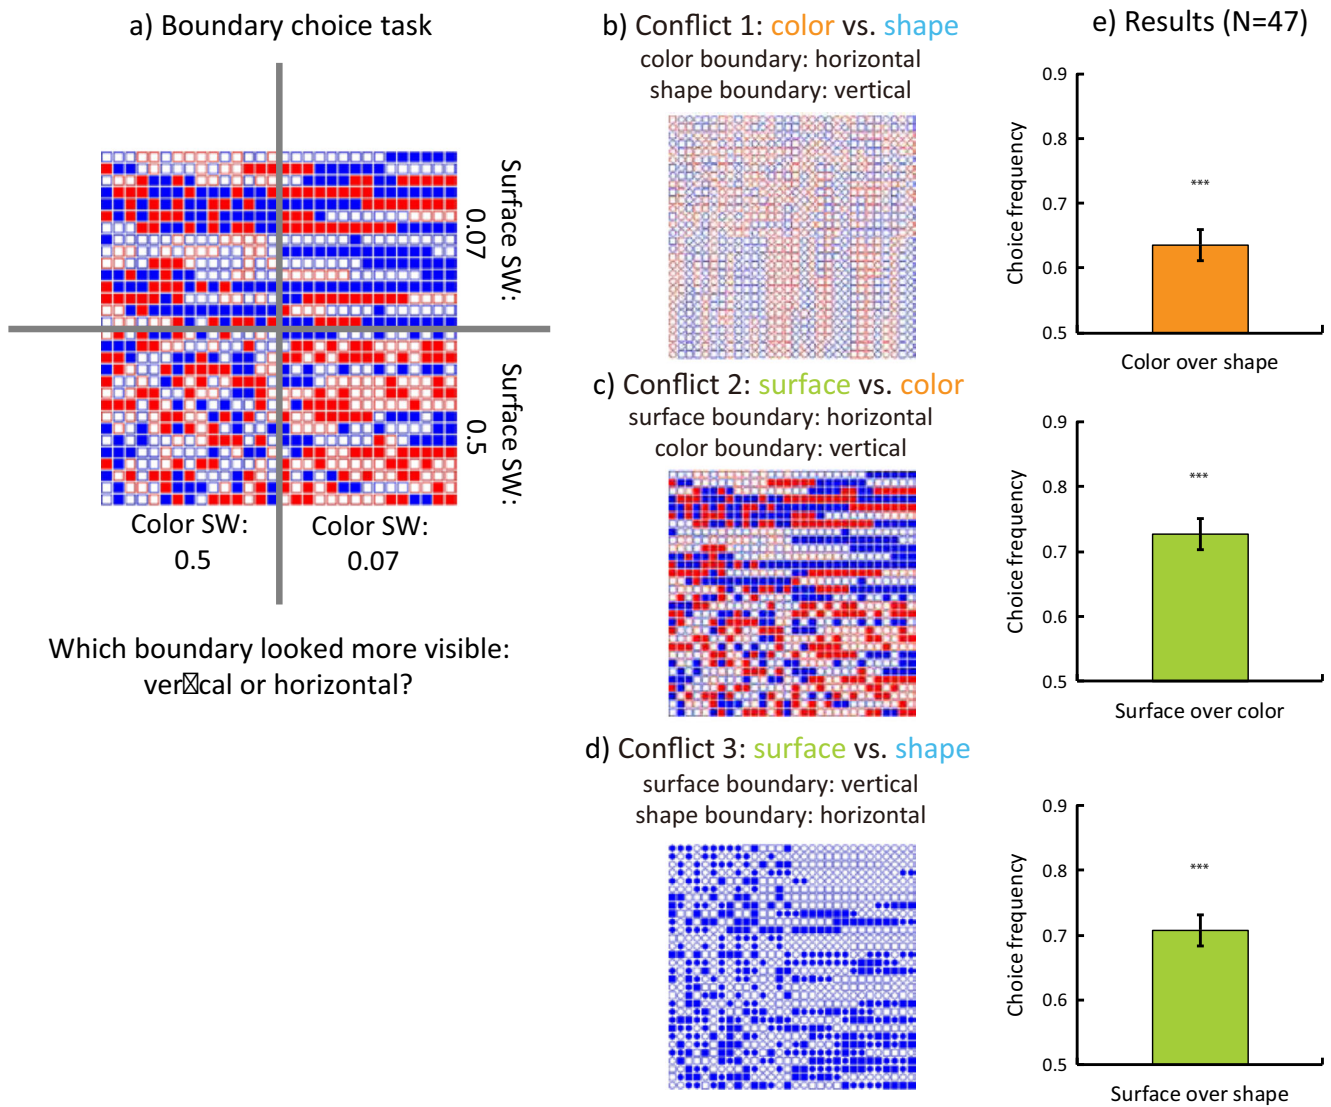 a) Boundary choice task
Surface SW:
0.07
Surface SW:
0.5
Color SW:
0.5
Color SW:
0.07
Which boundary looked more visible:
ver☒cal or horizontal?
b) Conflict 1: color vs. shape
color boundary: horizontal
shape boundary: vertical
c) Conflict 2: surface vs. color
surface boundary: horizontal
color boundary: vertical
d) Conflict 3: surface vs. shape
surface boundary: vertical
shape boundary: horizontal
e) Results (N=47)
Choice frequency
0.9
0.8
0.7
0.6
0.5
***
Color over shape
Choice frequency
0.9
0.8
0.7
0.6
0.5
***
Surface over color
Choice frequency
0.9
0.8
0.7
0.6
0.5
***
Surface over shape